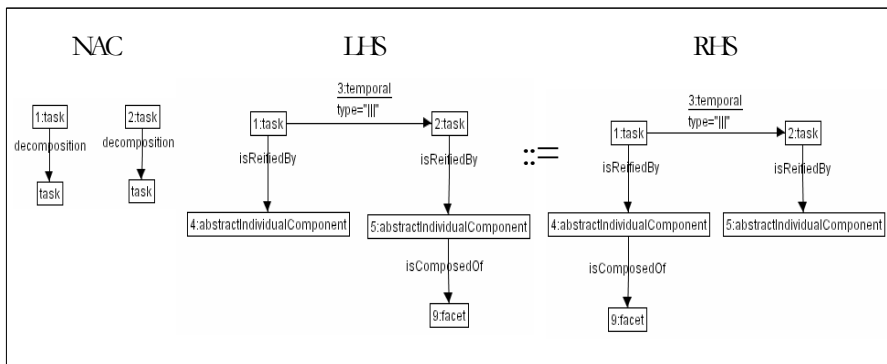 NAC
LHS
RHS
1:task
2:task
decomposition
decomposition
task
task
3:temporal
type="|||"
1:task
2:task
isReifiedBy
isReifiedBy
4:abstractIndividualComponent
5:abstractIndividualComponent
isComposedOf
9:facet
::=
3:temporal
type="|||"
1:task
2:task
isReifiedBy
isReifiedBy
4:abstractIndividualComponent
5:abstractIndividualComponent
isComposedOf
9:facet